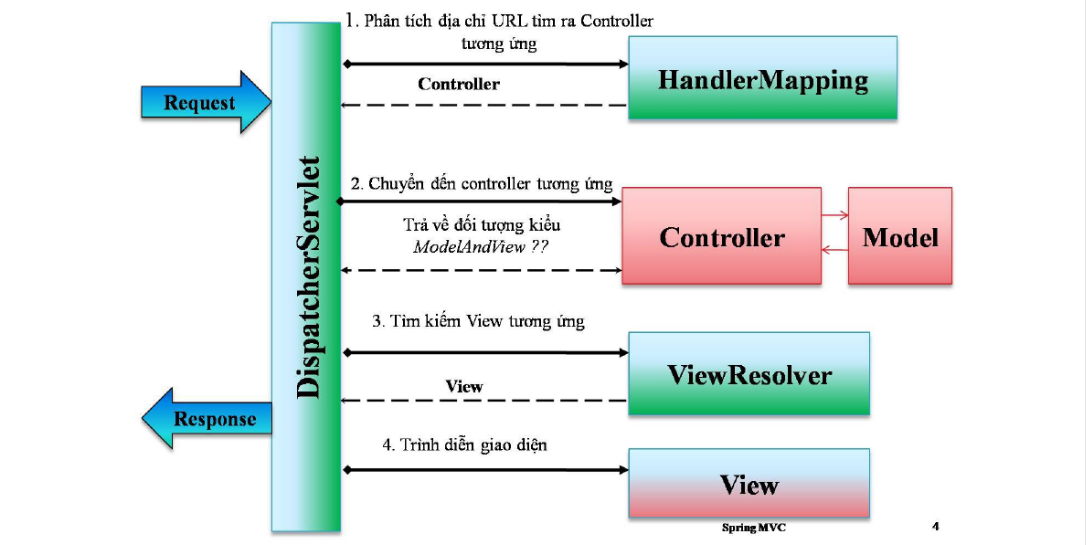 1. Phân tích địa chỉ URL tìm ra Controller
tương ứng
Controller
HandlerMapping
Request
DispatcherServlet
2. Chuyển đến controller tương ứng
Trả về đối tượng kiểu
ModelAndView ??
Controller
Model
3. Tìm kiếm View tương ứng
ViewResolver
View
Response
4. Trình diễn giao diện
View
Spring MVC
4